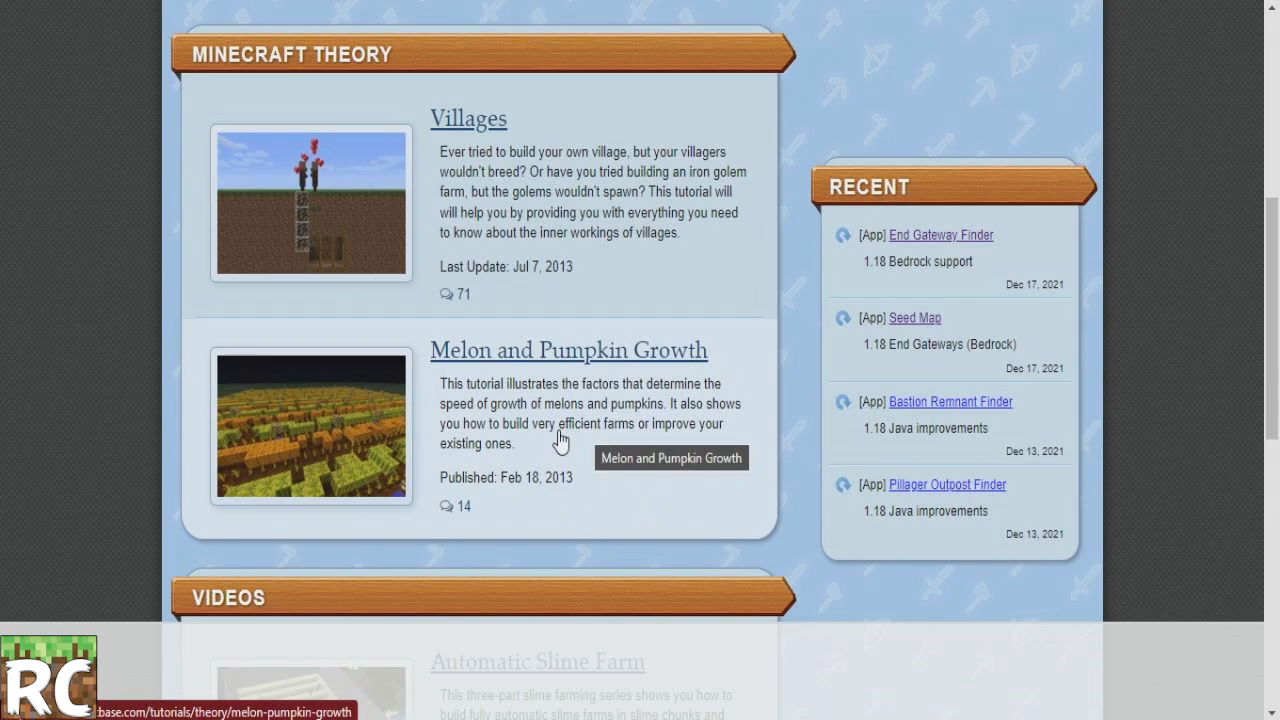 MINECRAFT THEORY
Villages
Ever tried to build your own village, but your villagers
wouldn't breed? Or have you tried building an iron golem
farm, but the golems wouldn't spawn? This tutorial will
will help you by providing you with everything you need
to know about the inner workings of villages.
Last Update: Jul 7, 2013
71
Melon and Pumpkin Growth
This tutorial illustrates the factors that determine the
speed of growth of melons and pumpkins. It also shows
you how to build very efficient farms or improve your
existing ones.
Melon and Pumpkin Growth
Published: Feb 18, 2013
14
VIDEOS
Automatic Slime Farm
This three-part slime farming series shows you how to
build fully automatic slime farms in slime chunks and
RECENT
[App] End Gateway Finder
1.18 Bedrock support
Dec 17, 2021
[App] Seed Map
1.18 End Gateways (Bedrock)
Dec 17, 2021
[App] Bastion Remnant Finder
1.18 Java improvements
Dec 13, 2021
[App] Pillager Outpost Finder
1.18 Java improvements
Dec 13, 2021
RC
base.com/tutorials/theory/melon-pumpkin-growth